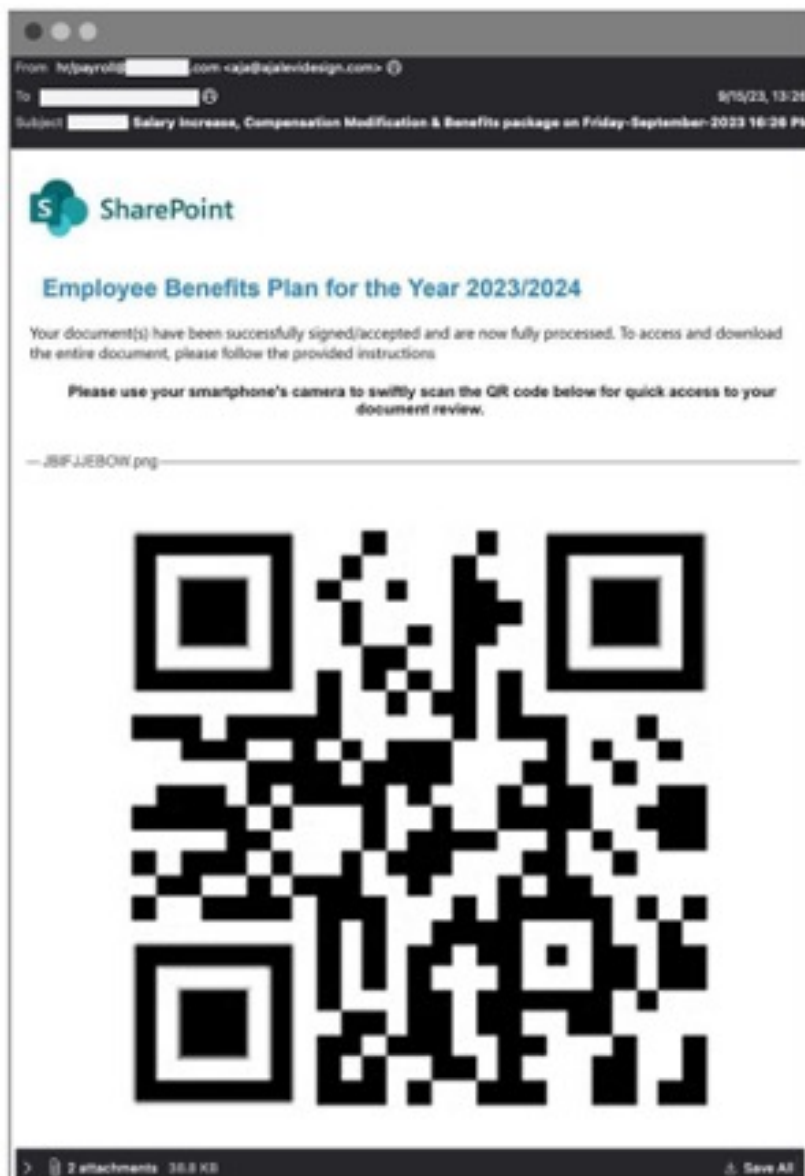 From hr/payroll@ .com <aja@ajalevidesign.com>
To
9/15/23, 13:26
Subject Salary Increase, Compensation Modification & Benefits package on Friday-September-2023 16:26 PM
S SharePoint
Employee Benefits Plan for the Year 2023/2024
Your document(s) have been successfully signed/accepted and are now fully processed. To access and download
the entire document, please follow the provided instructions
Please use your smartphone's camera to swiftly scan the QR code below for quick access to your
document review.
JBIFJJEBOW.png
2 attachments 38.8 KB
Save All